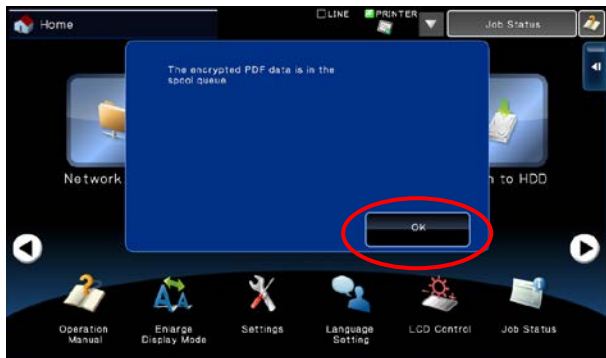 Home
LINE
PRINTER
Job Status
The encrypted PDF data is in the
spool queue
Network
n to HDD
OK
Operation
Manual
Enlarge
Display Mode
Settings
Language
Setting
LCD Control
Job Status